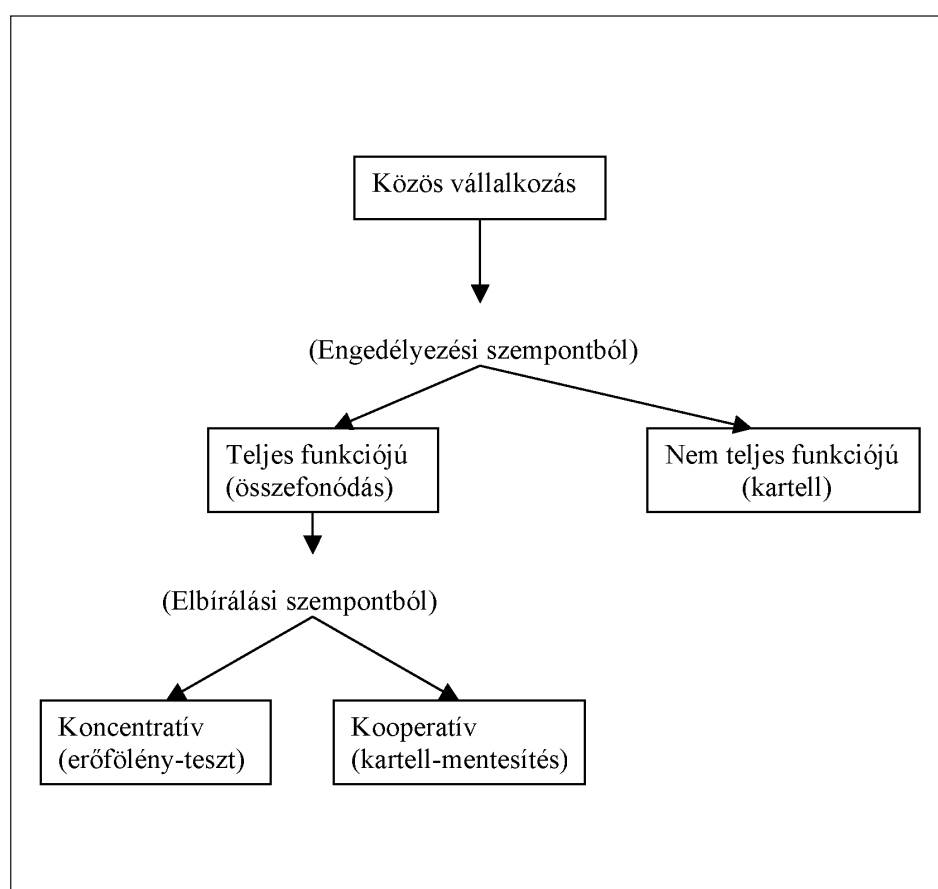 Közös vállalkozás
(Engedélyezési szempontból)
Teljes funkciójú
(összefonódás)
Nem teljes funkciójú
(kartell)
(Elbírálási szempontból)
Koncentratív
(erőfölény-teszt)
Kooperatív
(kartell-mentesítés)